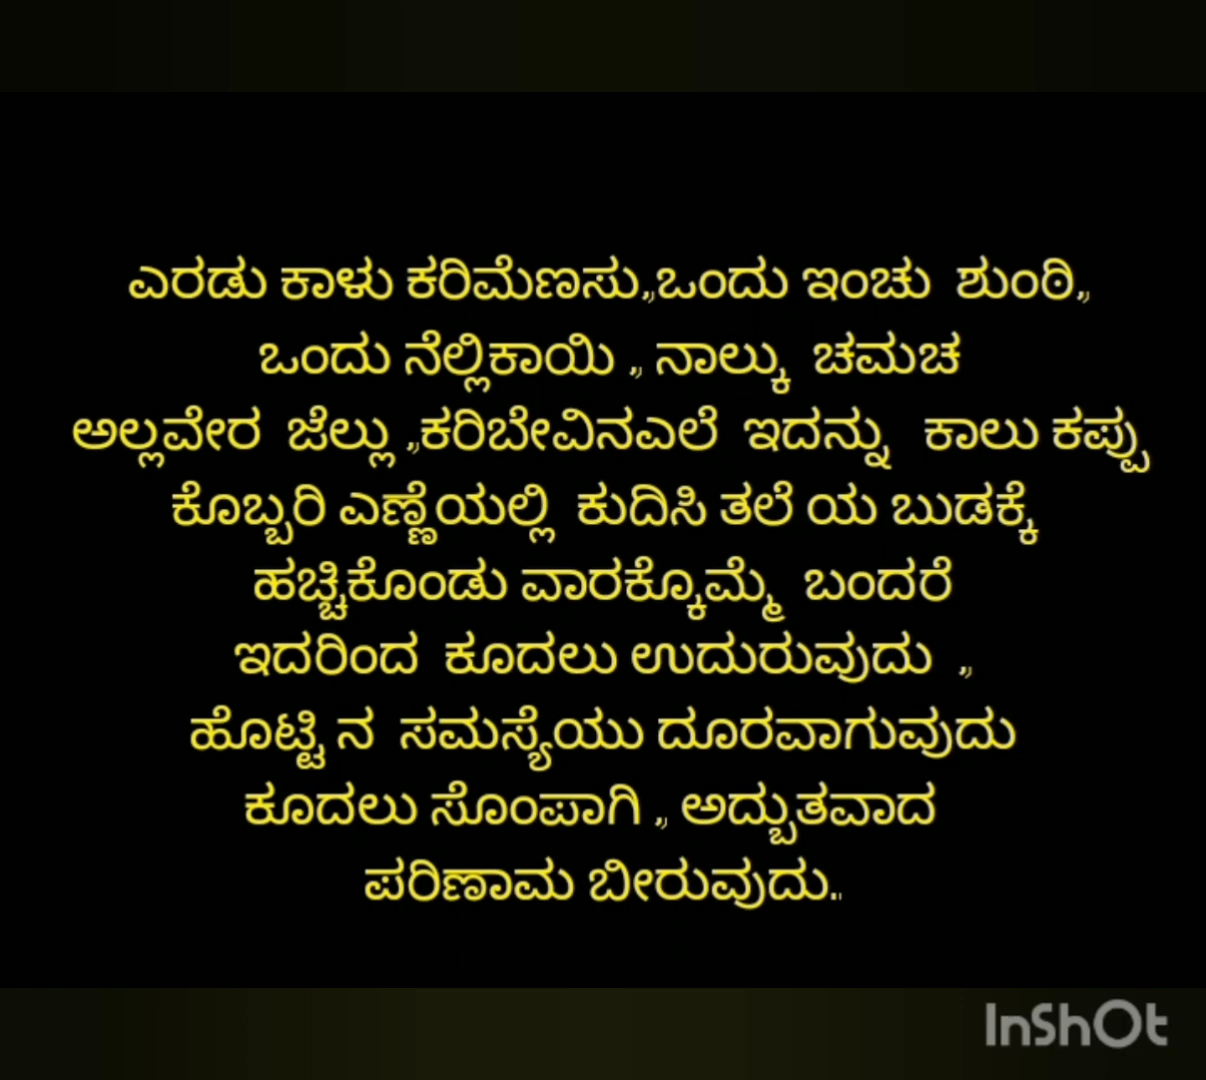 ಎರಡು ಕಾಳು ಕರಿಮೆಣಸು,,ಒಂದು ಇಂಚು ಶುಂಠಿ,,
ಒಂದು ನೆಲ್ಲಿಕಾಯಿ ,, ನಾಲ್ಕು ಚಮಚ
ಅಲ್ಲವೇರ ಜೆಲ್ಲು ,,ಕರಿಬೇವಿನಎಲೆ ಇದನ್ನು ಕಾಲು ಕಪ್ಪು
ಕೊಬ್ಬರಿ ಎಣ್ಣೆಯಲ್ಲಿ ಕುದಿಸಿ ತಲೆ ಯ ಬುಡಕ್ಕೆ
ಹಚ್ಚಿಕೊಂಡು ವಾರಕ್ಕೊಮ್ಮೆ ಬಂದರೆ
ಇದರಿಂದ ಕೂದಲು ಉದುರುವುದು ,,
ಹೊಟ್ಟಿ ನ ಸಮಸ್ಯೆಯು ದೂರವಾಗುವುದು
ಕೂದಲು ಸೊಂಪಾಗಿ ,, ಅದ್ಬುತವಾದ
ಪರಿಣಾಮ ಬೀರುವುದು..
InShOt